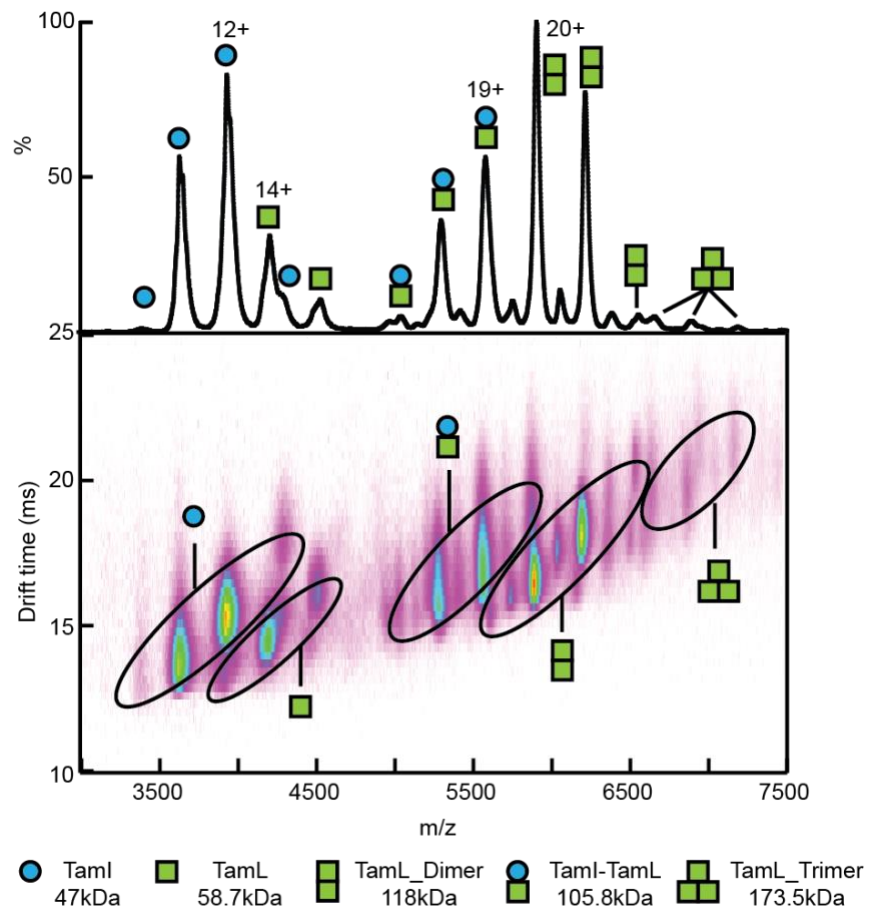 100
12+
20+
19+
%
50
14+
25
20
Drift time (ms)
15
10
3500 4500 5500 6500 7500
m/z
TamI TamL TamL_Dimer TamI-TamL TamL_Trimer
47kDa 58.7kDa 118kDa 105.8kDa 173.5kDa